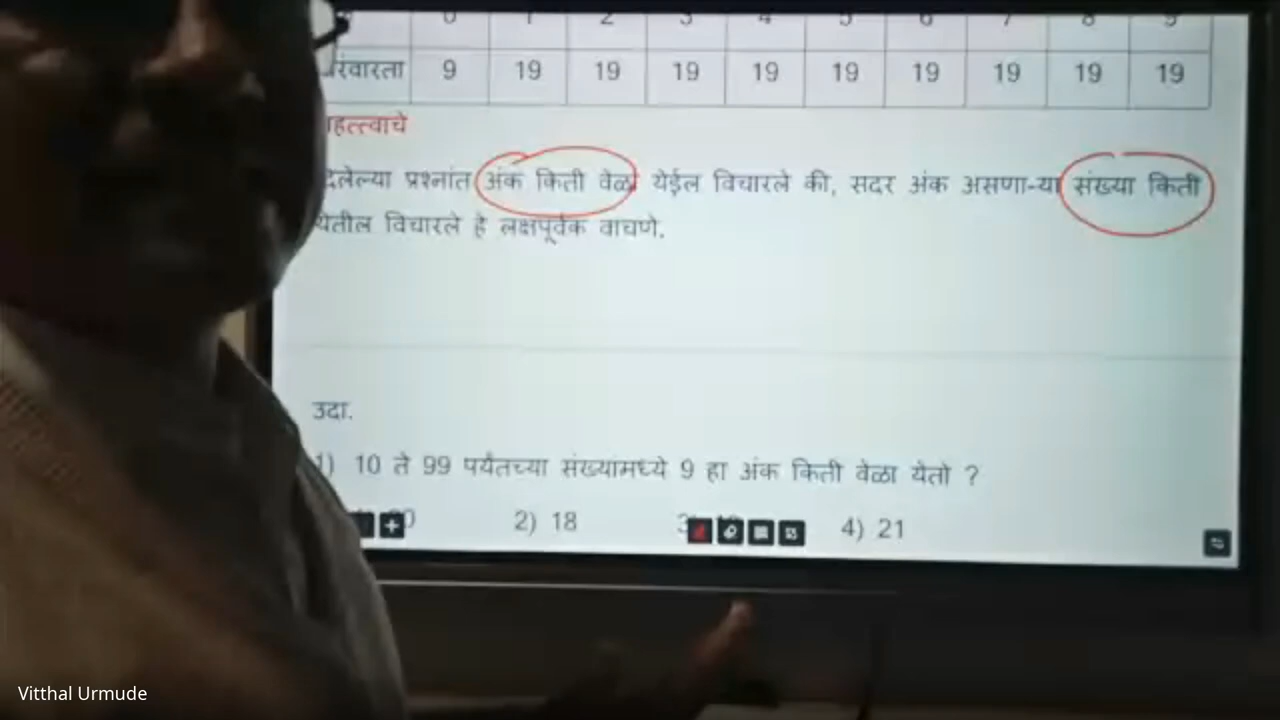 0 1 2 3 4 5 6 7 8 9
9 19 19 19 19 19 19 19 19 19
प्रश्नांत अंक किती वेळा येईल विचारले की, सदर अंक असणा-या संख्या किती
विचारले हे लक्षपूर्वक वाचणे.
उदा.
1) 10 ते 99 पर्यंतच्या संख्यांमध्ये 9 हा अंक किती वेळा येतो ?
2) 18 4) 21
Vitthal Urmude